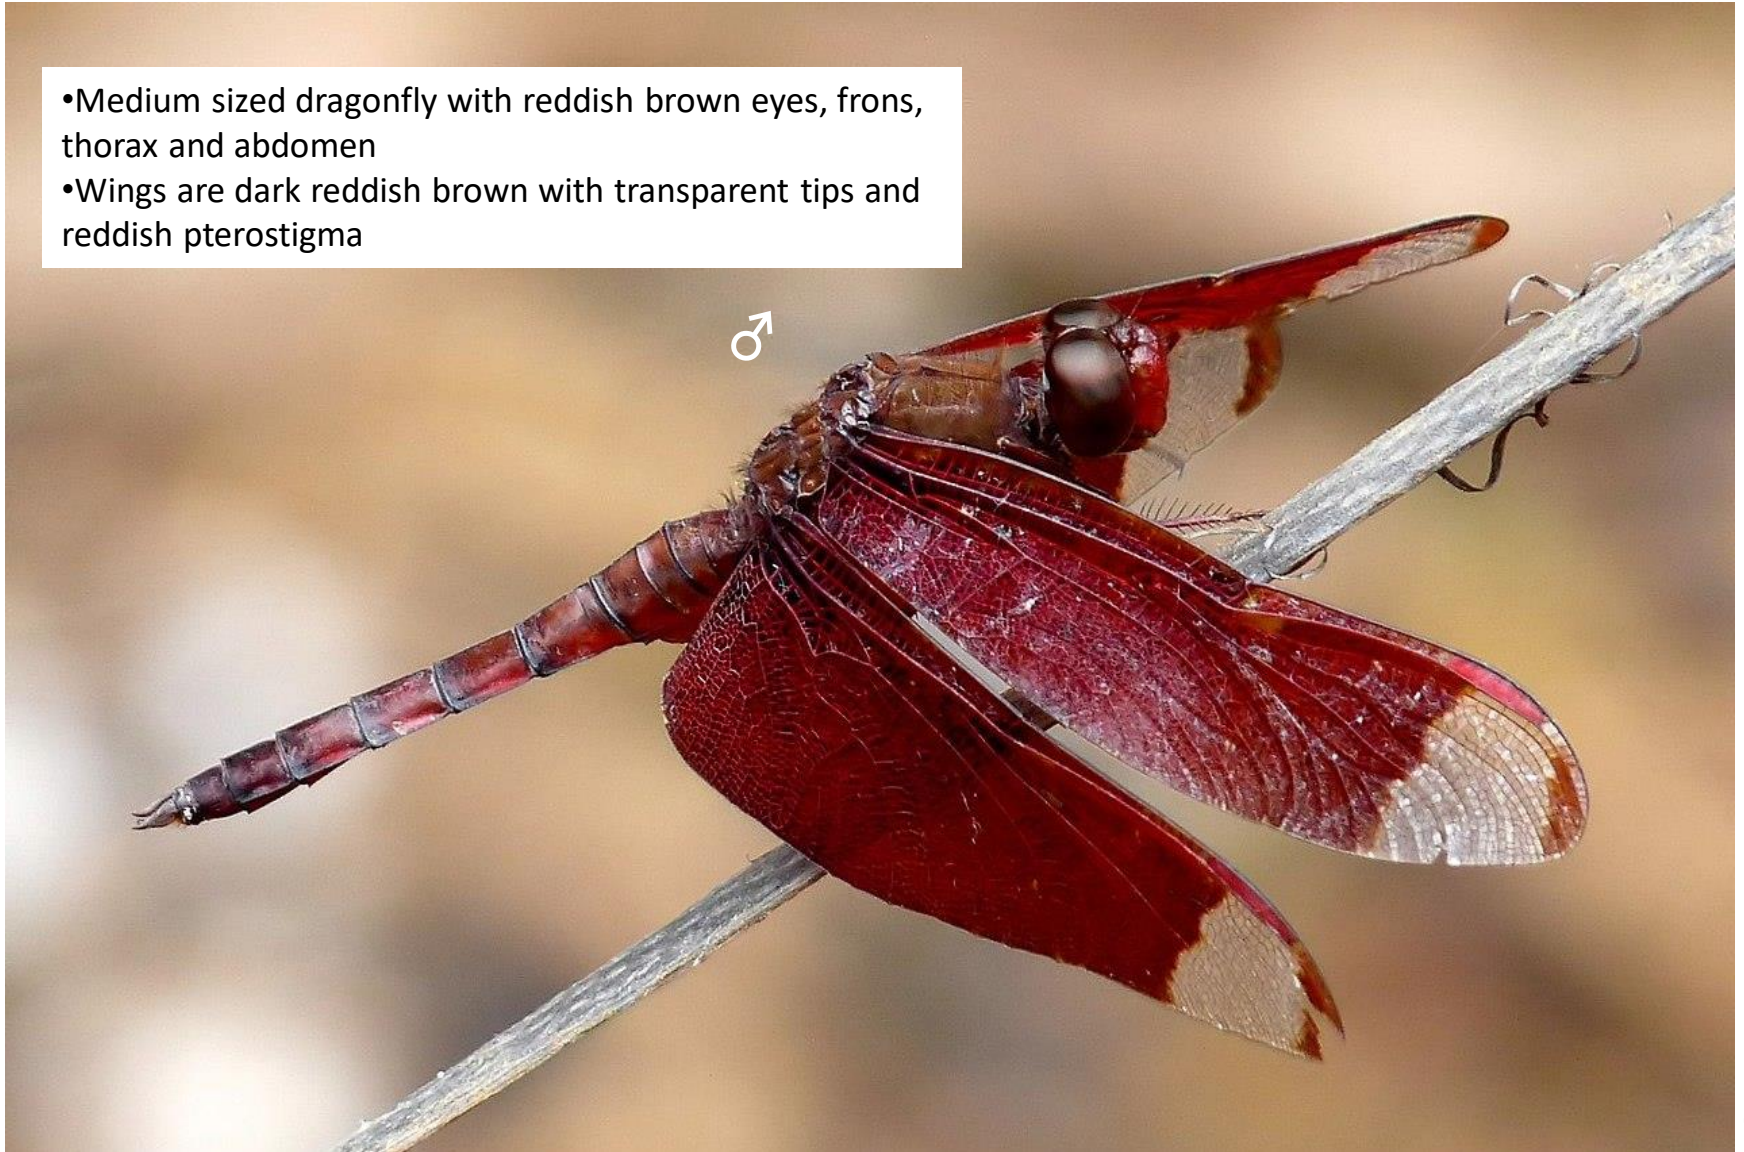 •Medium sized dragonfly with reddish brown eyes, frons,
thorax and abdomen
•Wings are dark reddish brown with transparent tips and
reddish pterostigma
♂